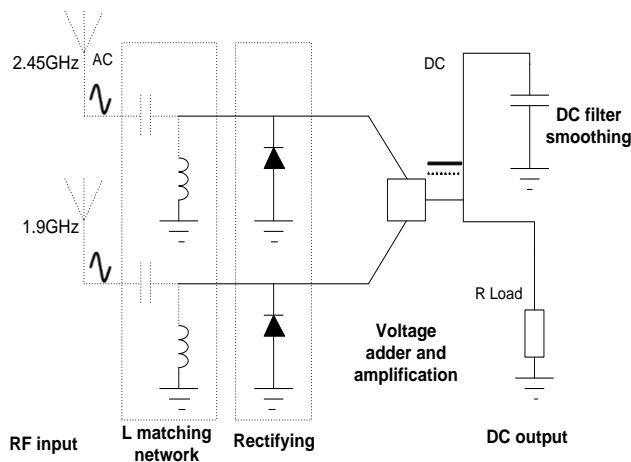 2.45GHz
AC
DC
DC filter
smoothing
1.9GHz
R Load
Voltage
adder and
amplification
RF input
L matching
network
Rectifying
DC output